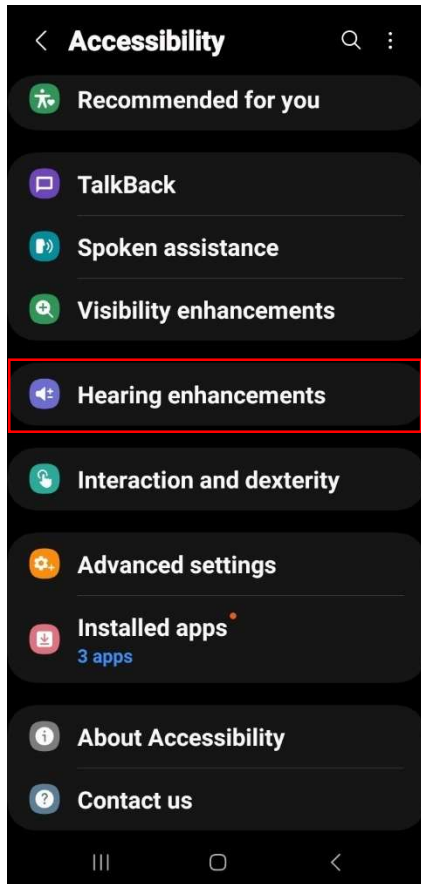 Accessibility
Recommended for you
TalkBack
Spoken assistance
Visibility enhancements
Hearing enhancements
Interaction and dexterity
Advanced settings
Installed apps
3 apps
About Accessibility
Contact us